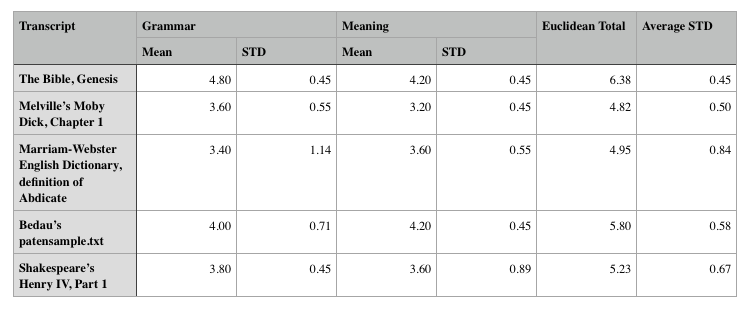 Transcript Grammar Meaning Euclidean Total Average STD
Mean STD Mean STD
The Bible, Genesis 4.80 0.45 4.20 0.45 6.38 0.45
Melville's Moby 3.60 0.55 3.20 0.45 4.82 0.50
Dick, Chapter 1
Marriam-Webster 3.40 1.14 3.60 0.55 4.95 0.84
English Dictionary,
definition of
Abdicate
Bedau's 4.00 0.71 4.20 0.45 5.80 0.58
patensample.txt
Shakespeare's 3.80 0.45 3.60 0.89 5.23 0.67
Henry IV, Part 1